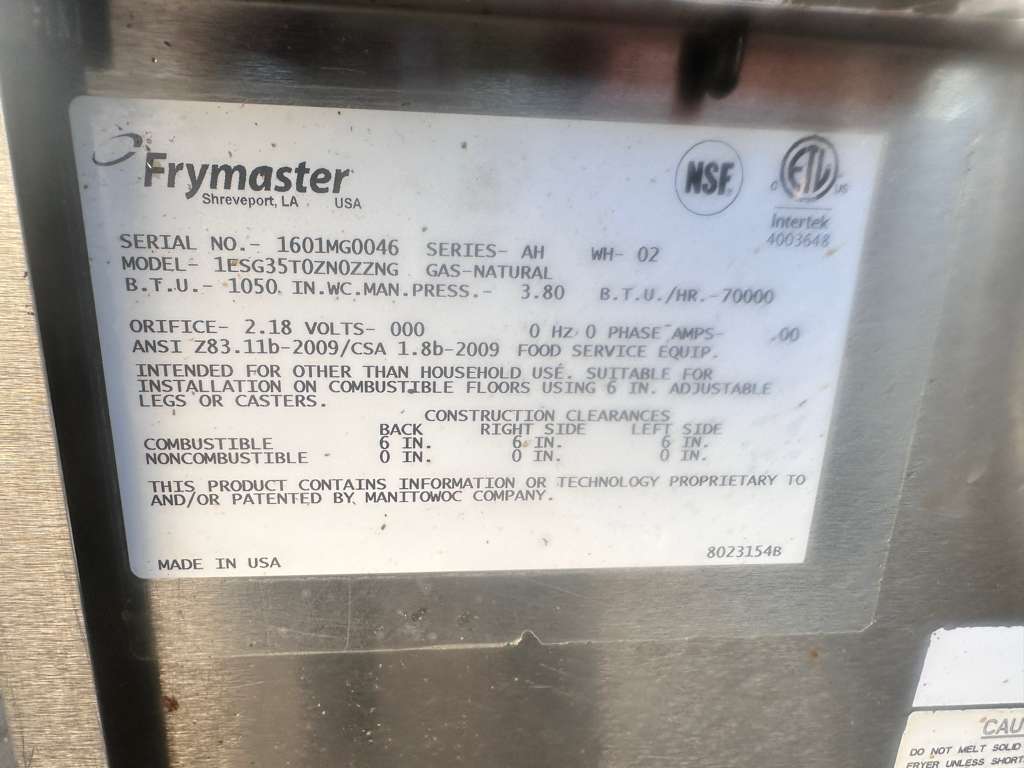 Frymaster
Shreveport, LA USA
NSF
C ETL US
Intertek
4003648
SERIAL NO.- 1601MG0046 SERIES- AH WH- 02
MODEL- 1ESG35T0ZN0ZZNG GAS-NATURAL
B.T.U.- 1050 IN.WC.MAN.PRESS.- 3.80 B.T.U./HR.-70000
ORIFICE- 2.18 VOLTS- 000 0 Hz 0 PHASE AMPS- .00
ANSI Z83.11b-2009/CSA 1.8b-2009 FOOD SERVICE EQUIP.
INTENDED FOR OTHER THAN HOUSEHOLD USE. SUITABLE FOR
INSTALLATION ON COMBUSTIBLE FLOORS USING 6 IN. ADJUSTABLE
LEGS OR CASTERS.
CONSTRUCTION CLEARANCES
BACK RIGHT SIDE LEFT SIDE
COMBUSTIBLE 6 IN. 6 IN. 6 IN.
NONCOMBUSTIBLE 0 IN. 0 IN. 0 IN.
THIS PRODUCT CONTAINS INFORMATION OR TECHNOLOGY PROPRIETARY TO
AND/OR PATENTED BY MANITOWOC COMPANY.
MADE IN USA 8023154B
CAU
DO NOT MELT SOLID
FRYER UNLESS SHORT